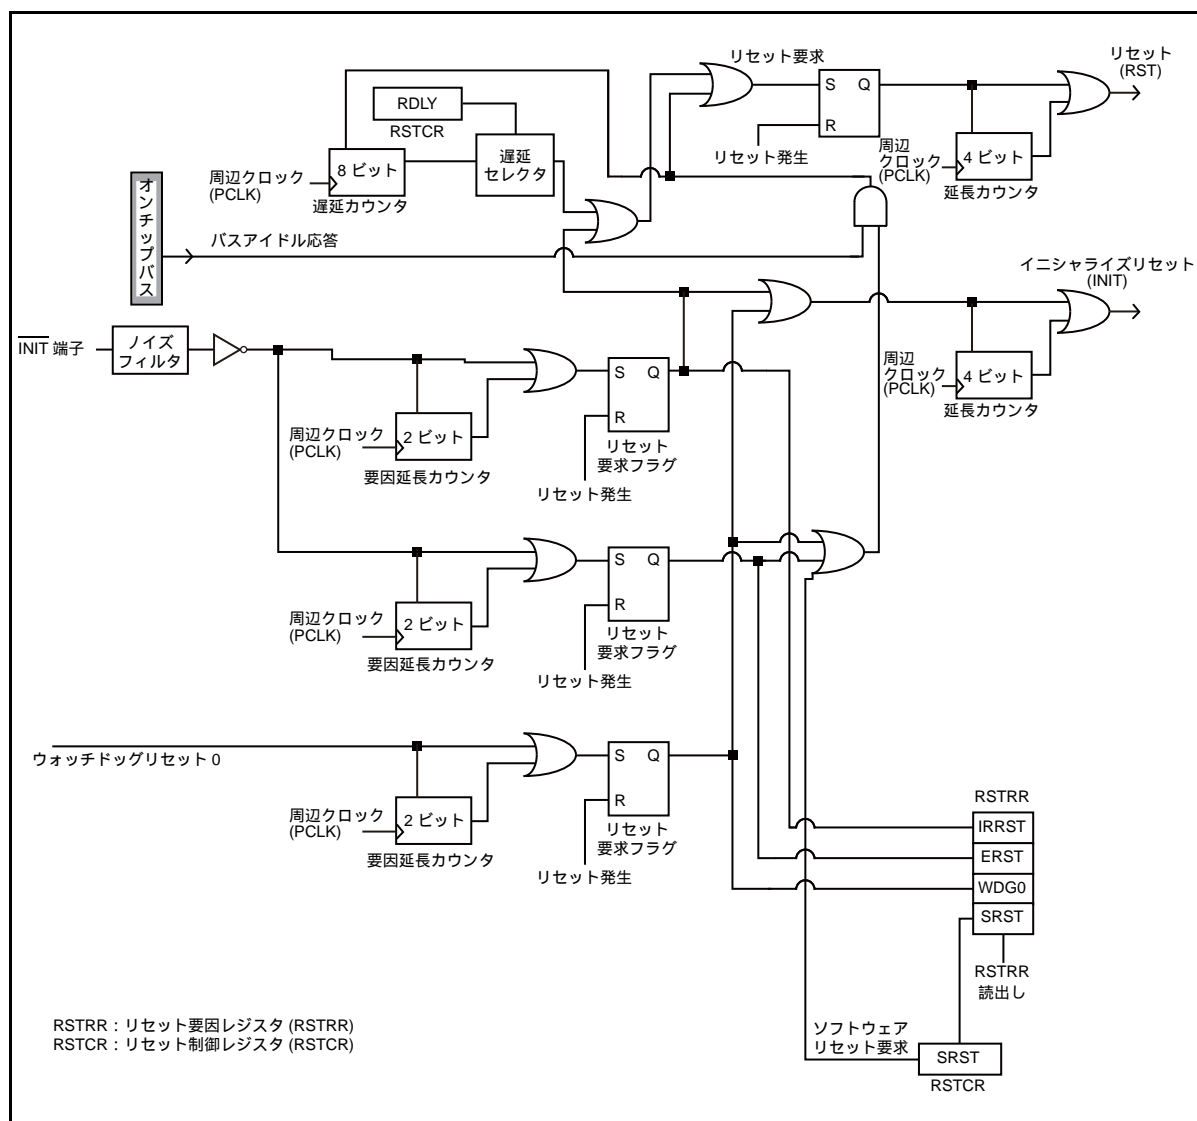 リセット要求
リセット
(RST)
RDLY
RSTCR
S Q
R
遅延
セレクタ
8 ビット
周辺クロック
(PCLK)
遅延カウンタ
リセット発生
周辺
クロック
(PCLK)
4 ビット
延長カウンタ
オンチップバス
バスアイドル応答
イニシャライズリセット
(INIT)
INIT 端子
ノイズ
フィルタ
S Q
R
周辺
クロック
(PCLK)
4 ビット
延長カウンタ
周辺クロック
(PCLK)
2 ビット
要因延長カウンタ
リセット
要求フラグ
リセット発生
S Q
R
周辺クロック
(PCLK)
2 ビット
要因延長カウンタ
リセット
要求フラグ
リセット発生
ウォッチドッグリセット 0
S Q
R
周辺クロック
(PCLK)
2 ビット
要因延長カウンタ
リセット
要求フラグ
リセット発生
RSTRR
IRRST
ERST
WDG0
SRST
RSTRR
読出し
RSTRR : リセット要因レジスタ (RSTRR)
RSTCR : リセット制御レジスタ (RSTCR)
ソフトウェア
リセット要求
SRST
RSTCR